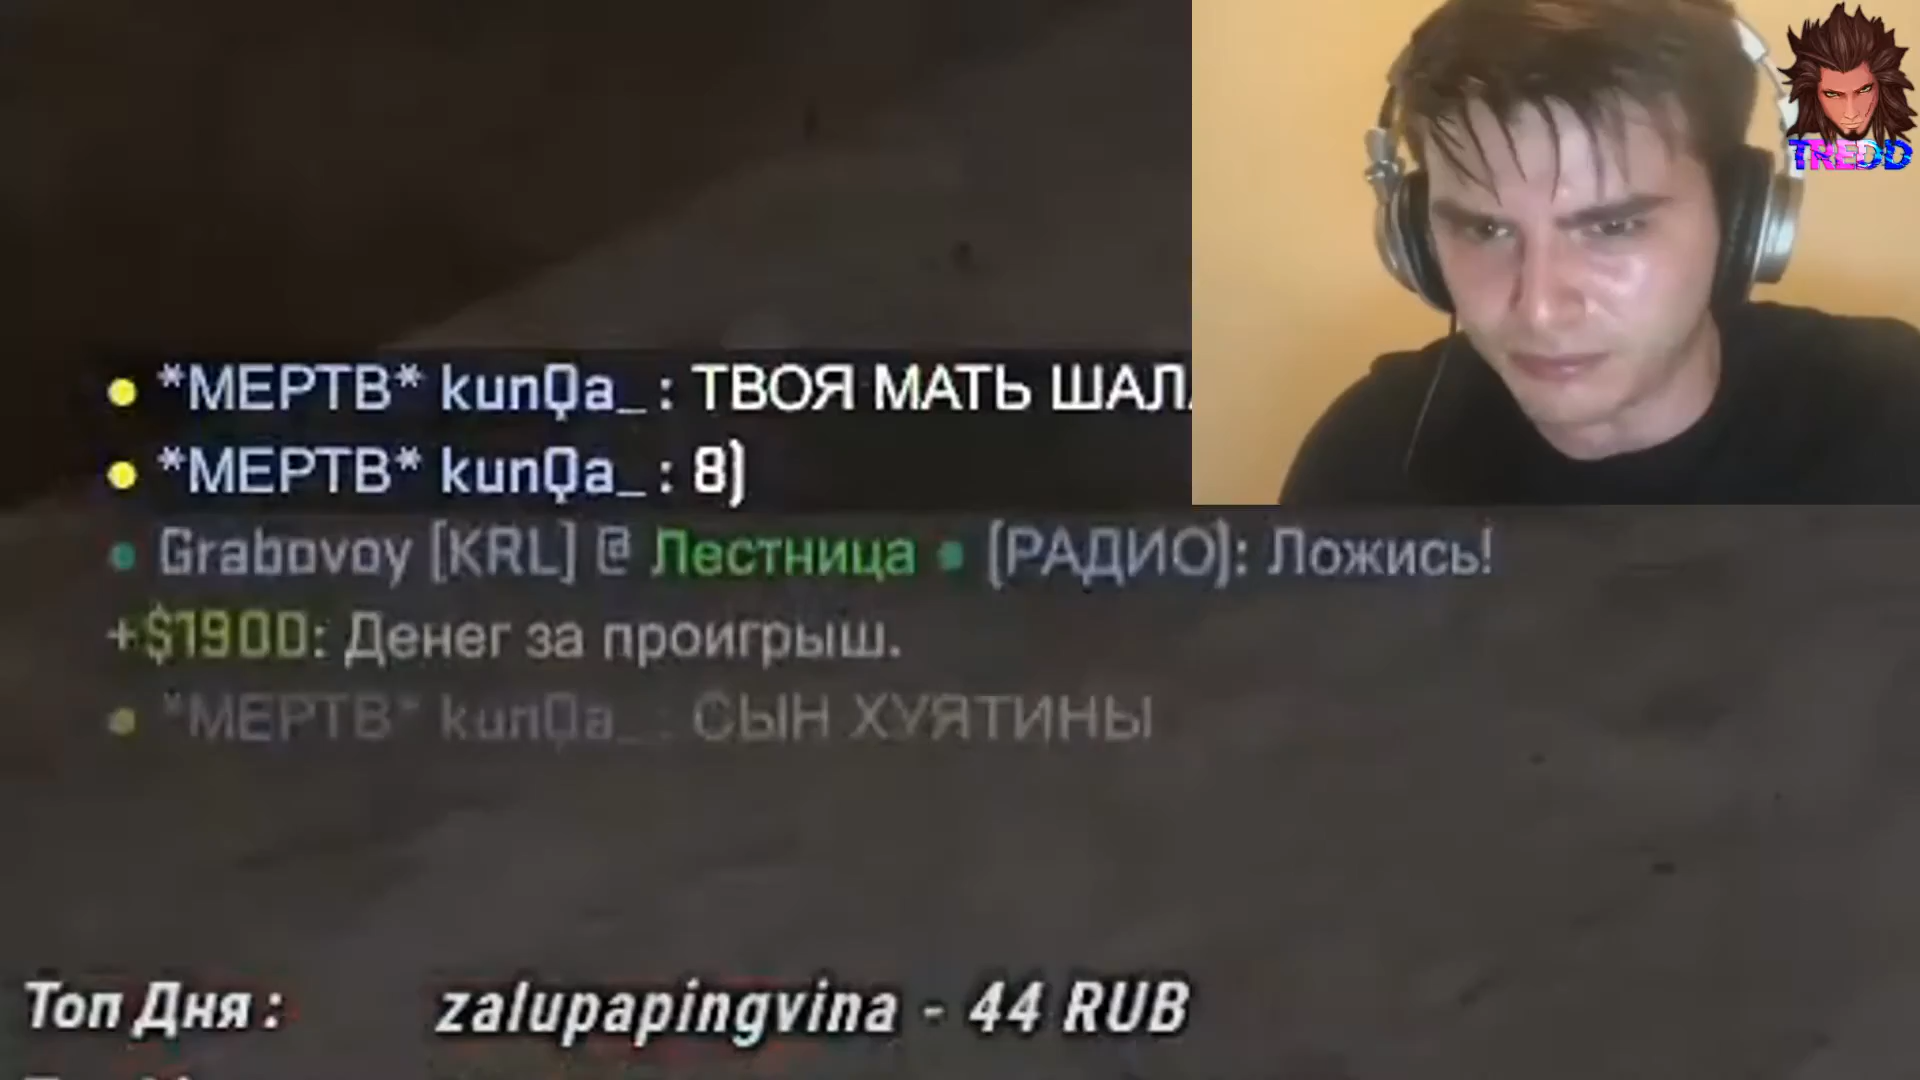 TREDD
*МЕРТВ* kunQa_ : ТВОЯ МАТЬ
*МЕРТВ* kunQa_ : 8)
Grabovoy [KRL] @ Лестница • (РАДИО): Ложись!
+$1900: Денег за проигрыш.
*МЕРТВ* kunQa_ : СЫН ХУЯТИНЫ
Топ Дня : zalupapingvina - 44 RUB